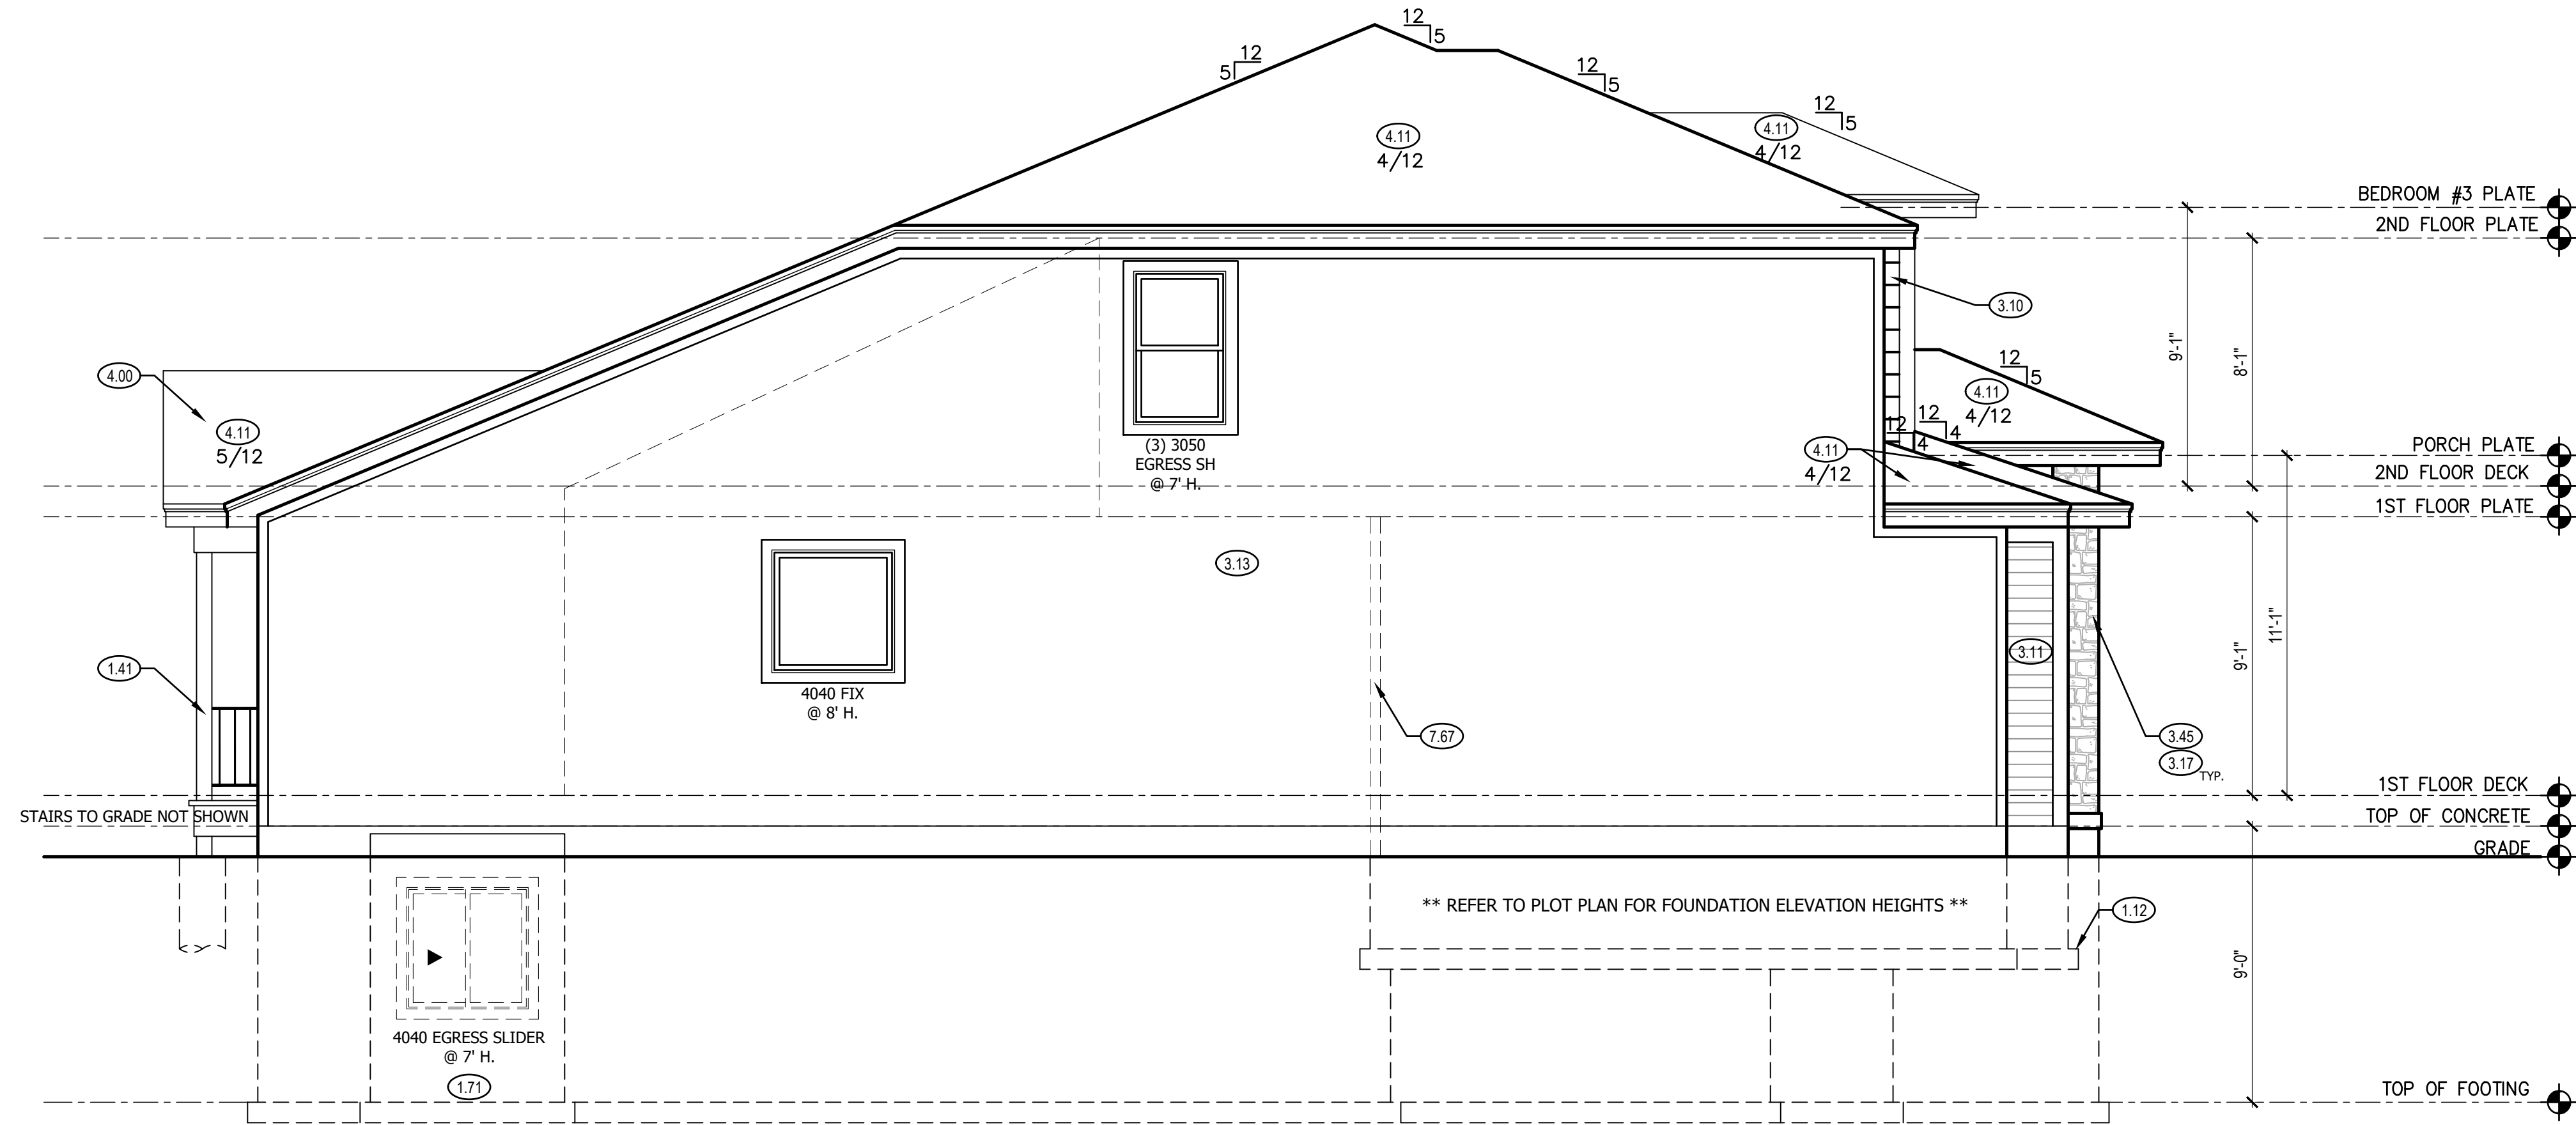 12
5
12
5
12
5
12
5
4.11
4/12
4.11
4/12
BEDROOM #3 PLATE
2ND FLOOR PLATE
3.10
9'-1"
8'-1"
4.00
4.11
5/12
12
5
4.11
4/12
12
4
12
4
4.11
4/12
(3) 3050
EGRESS SH
@ 7' H.
PORCH PLATE
2ND FLOOR DECK
1ST FLOOR PLATE
3.13
11'-1"
9'-1"
3.11
1.41
4040 FIX
@ 8' H.
7.67
3.45
3.17
TYP.
1ST FLOOR DECK
STAIRS TO GRADE NOT SHOWN
TOP OF CONCRETE
GRADE
** REFER TO PLOT PLAN FOR FOUNDATION ELEVATION HEIGHTS **
1.12
9'-0"
4040 EGRESS SLIDER
@ 7' H.
1.71
TOP OF FOOTING